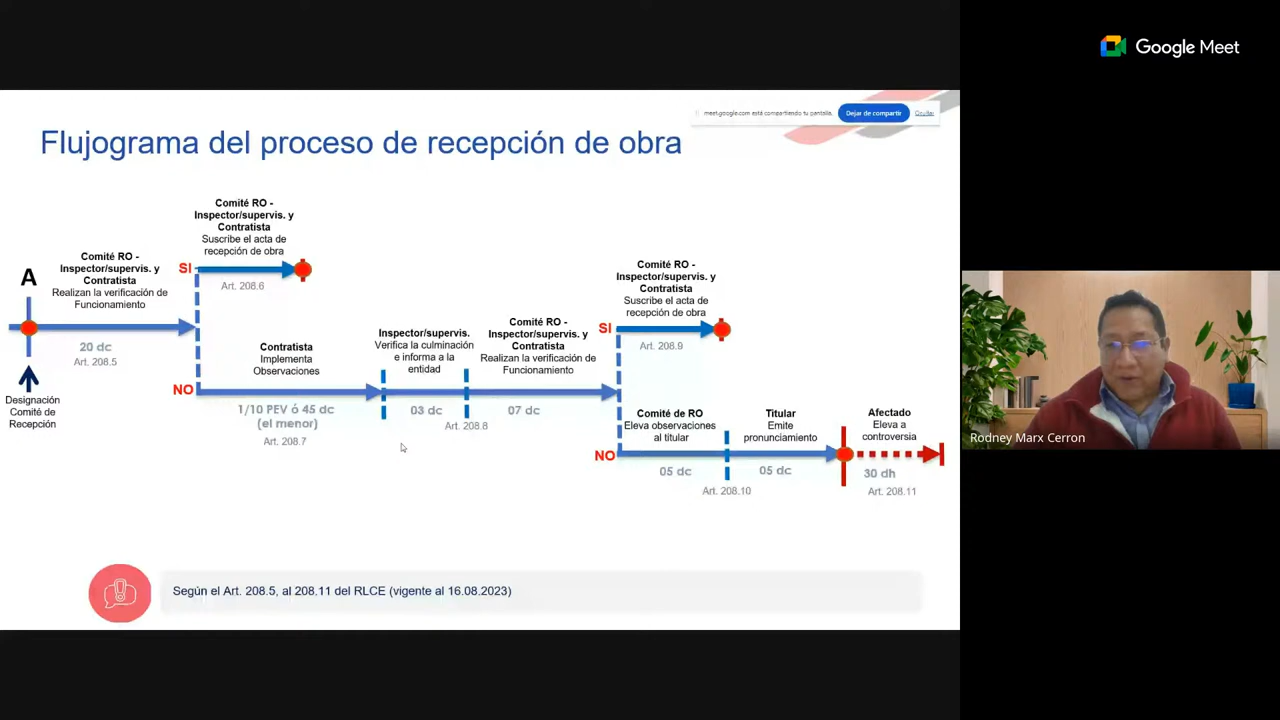 Google Meet
meet.google.com está compartiendo tu pantalla.
Dejar de compartir
Ocultar
Flujograma del proceso de recepción de obra
Comité RO -
Inspector/supervis. y
Contratista
Suscribe el acta de
recepción de obra
SI
Art. 208.6
A
Comité RO -
Inspector/supervis. y
Contratista
Realizan la verificación de
Funcionamiento
20 dc
Art. 208.5
Designación
Comité de
Recepción
NO
Contratista
Implementa
Observaciones
1/10 PEV ó 45 dc
(el menor)
Art. 208.7
Inspector/supervis.
Verifica la culminación
e informa a la
entidad
03 dc
Art. 208.8
Comité RO -
Inspector/supervis. y
Contratista
Realizan la verificación de
Funcionamiento
07 dc
Comité RO -
Inspector/supervis. y
Contratista
Suscribe el acta de
recepción de obra
SI
Art. 208.9
NO
Comité de RO
Eleva observaciones
al titular
05 dc
Art. 208.10
Titular
Emite
pronunciamiento
05 dc
Afectado
Eleva a
controversia
30 dh
Art. 208.11
Rodney Marx Cerron
Según el Art. 208.5, al 208.11 del RLCE (vigente al 16.08.2023)